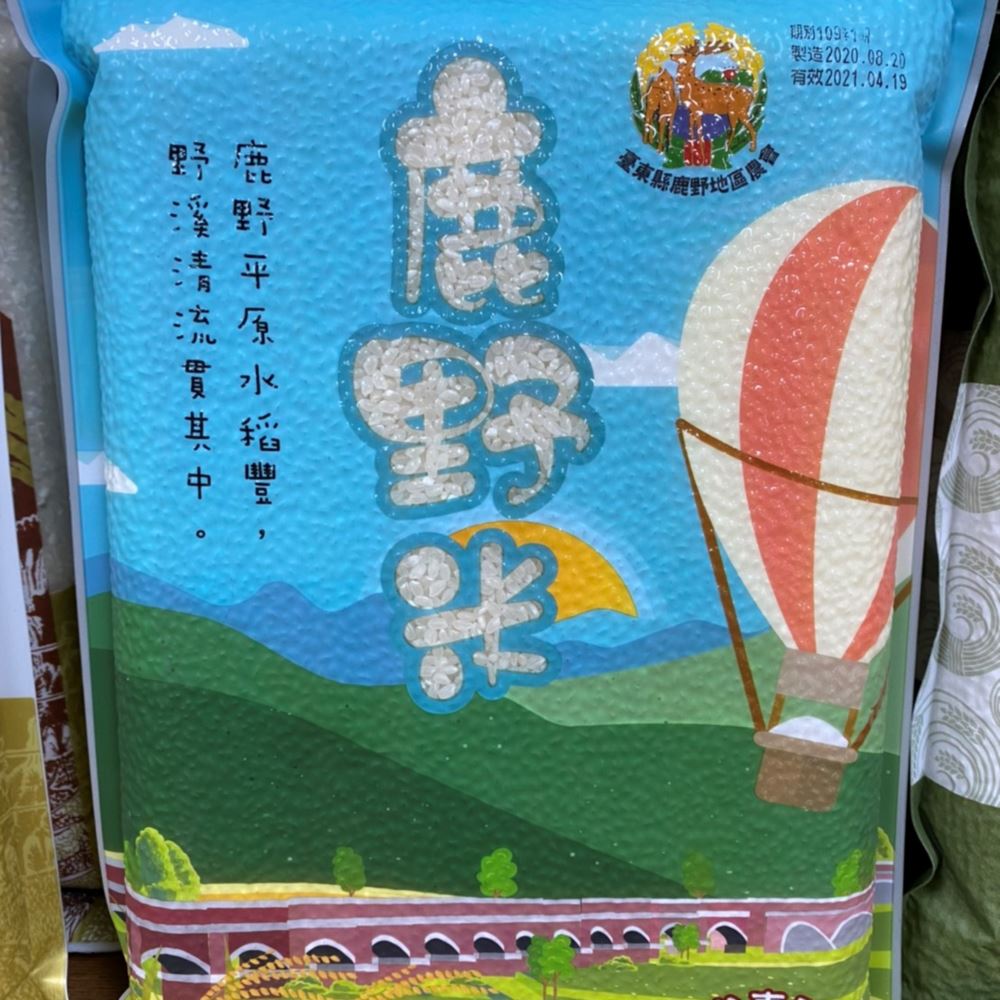 鹿野米
期別109年1期
製造2020.08.20
有效2021.04.19
臺東縣鹿野地區農會
鹿野平原水稻豐，
野溪清流貫其中。